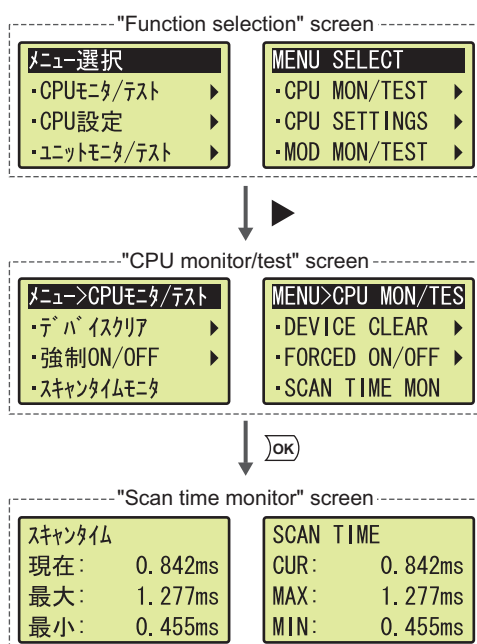 "Function selection" screen
メニュー選択
・CPUモニタ/テスト
・CPU設定
・ユニットモニタ/テスト
MENU SELECT
・CPU MON/TEST
・CPU SETTINGS
・MOD MON/TEST
"CPU monitor/test" screen
メニュー>CPUモニタ/テスト
・デバイスクリア
・強制ON/OFF
・スキャンタイムモニタ
MENU>CPU MON/TES
・DEVICE CLEAR
・FORCED ON/OFF
・SCAN TIME MON
OK
"Scan time monitor" screen
スキャンタイム
現在: 0.842ms
最大: 1.277ms
最小: 0.455ms
SCAN TIME
CUR: 0.842ms
MAX: 1.277ms
MIN: 0.455ms